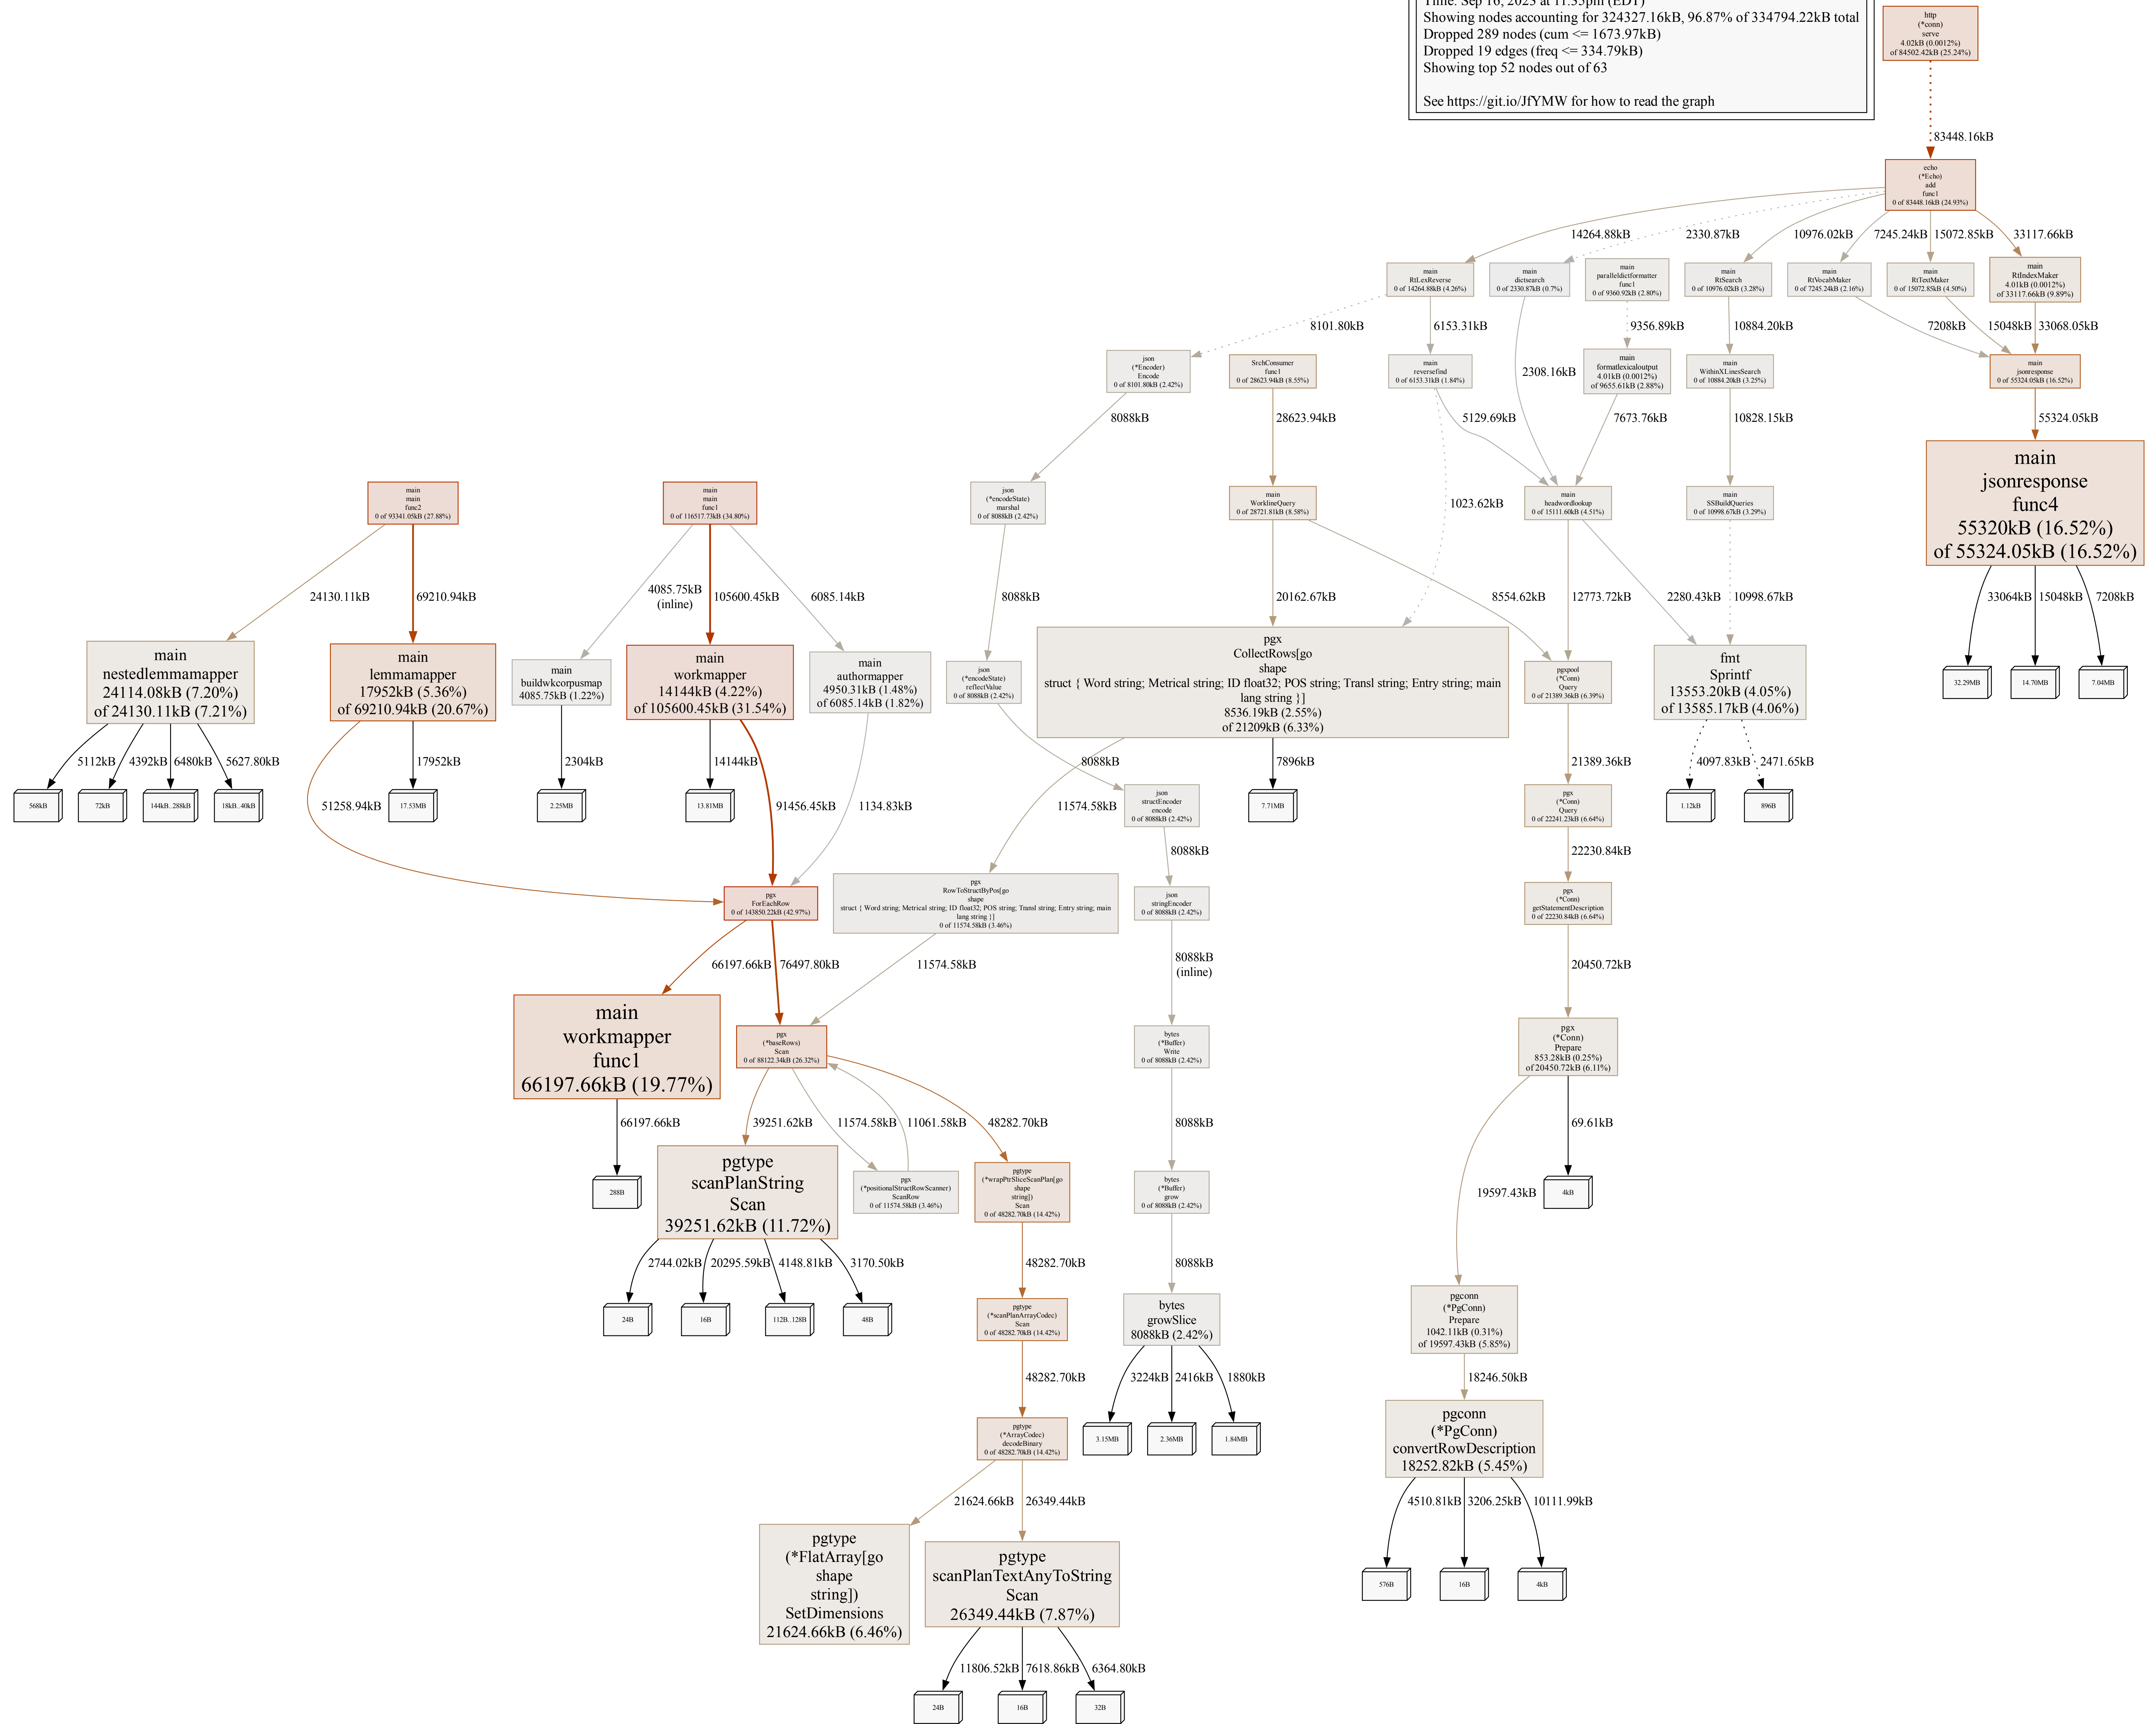 Time: Sep 16, 2023 at 11:35pm (EDT)
Showing nodes accounting for 324327.16kB, 96.87% of 334794.22kB total
Dropped 289 nodes (cum <= 1673.97kB)
Dropped 19 edges (freq <= 334.79kB)
Showing top 52 nodes out of 63
See https://git.io/JfYMW for how to read the graph
http
(*conn)
serve
4.02kB (0.0012%)
of 84502.42kB (25.24%)
83448.16kB
echo
(*Echo)
add
func1
0 of 83448.16kB (24.93%)
14264.88kB
2330.87kB
10976.02kB
7245.24kB
15072.85kB
33117.66kB
main
RtLexReverse
0 of 14264.88kB (4.26%)
main
dictsearch
0 of 2330.87kB (0.7%)
main
paralleldictformatter
func1
0 of 9360.92kB (2.80%)
main
RtSearch
0 of 10976.02kB (3.28%)
main
RtVocabMaker
0 of 7245.24kB (2.16%)
main
RtTextMaker
0 of 15072.85kB (4.50%)
main
RtIndexMaker
4.01kB (0.0012%)
of 33117.66kB (9.89%)
8101.80kB
6153.31kB
9356.89kB
10884.20kB
7208kB
15048kB
33068.05kB
json
(*Encoder)
Encode
0 of 8101.80kB (2.42%)
SrchConsumer
func1
0 of 28623.94kB (8.55%)
main
reversefind
0 of 6153.31kB (1.84%)
2308.16kB
main
formatlexicaloutput
4.01kB (0.0012%)
of 9655.61kB (2.88%)
main
WithinXLinesSearch
0 of 10884.20kB (3.25%)
main
jsonresponse
0 of 55324.05kB (16.52%)
8088kB
28623.94kB
5129.69kB
7673.76kB
10828.15kB
55324.05kB
main
main
func2
0 of 93341.05kB (27.88%)
main
main
func1
0 of 116517.73kB (34.80%)
json
(*encodeState)
marshal
0 of 8088kB (2.42%)
main
WorklineQuery
0 of 28721.81kB (8.58%)
1023.62kB
main
headwordlookup
0 of 15111.60kB (4.51%)
main
SSBuildQueries
0 of 10998.67kB (3.29%)
main
jsonresponse
func4
55320kB (16.52%)
of 55324.05kB (16.52%)
24130.11kB
69210.94kB
4085.75kB
(inline)
105600.45kB
6085.14kB
8088kB
20162.67kB
8554.62kB
12773.72kB
2280.43kB
10998.67kB
33064kB
15048kB
7208kB
main
nestedlemmamapper
24114.08kB (7.20%)
of 24130.11kB (7.21%)
main
lemmamapper
17952kB (5.36%)
of 69210.94kB (20.67%)
main
buildwkcorpusmap
4085.75kB (1.22%)
main
workmapper
14144kB (4.22%)
of 105600.45kB (31.54%)
main
authormapper
4950.31kB (1.48%)
of 6085.14kB (1.82%)
json
(*encodeState)
reflectValue
0 of 8088kB (2.42%)
pgx
CollectRows[go
shape
struct { Word string; Metrical string; ID float32; POS string; Transl string; Entry string; main
lang string }]
8536.19kB (2.55%)
of 21209kB (6.33%)
pgxpool
(*Conn)
Query
0 of 21389.36kB (6.39%)
fmt
Sprintf
13553.20kB (4.05%)
of 13585.17kB (4.06%)
32.29MB
14.70MB
7.04MB
5112kB
4392kB
6480kB
5627.80kB
17952kB
2304kB
14144kB
8088kB
7896kB
21389.36kB
4097.83kB
2471.65kB
568kB
72kB
144kB..288kB
18kB..40kB
51258.94kB
17.53MB
2.25MB
13.81MB
91456.45kB
1134.83kB
11574.58kB
json
structEncoder
encode
0 of 8088kB (2.42%)
7.71MB
pgx
(*Conn)
Query
0 of 22241.23kB (6.64%)
1.12kB
896B
8088kB
22230.84kB
pgx
ForEachRow
0 of 143850.22kB (42.97%)
pgx
RowToStructByPos[go
shape
struct { Word string; Metrical string; ID float32; POS string; Transl string; Entry string; main
lang string }]
0 of 11574.58kB (3.46%)
json
stringEncoder
0 of 8088kB (2.42%)
pgx
(*Conn)
getStatementDescription
0 of 22230.84kB (6.64%)
66197.66kB
76497.80kB
11574.58kB
8088kB
(inline)
20450.72kB
main
workmapper
func1
66197.66kB (19.77%)
pgx
(*baseRows)
Scan
0 of 88122.34kB (26.32%)
bytes
(*Buffer)
Write
0 of 8088kB (2.42%)
pgx
(*Conn)
Prepare
853.28kB (0.25%)
of 20450.72kB (6.11%)
66197.66kB
39251.62kB
11574.58kB
11061.58kB
48282.70kB
8088kB
69.61kB
288B
pgtype
scanPlanString
Scan
39251.62kB (11.72%)
pgx
(*positionalStructRowScanner)
ScanRow
0 of 11574.58kB (3.46%)
pgtype
(*wrapPtrSliceScanPlan[go
shape
string])
Scan
0 of 48282.70kB (14.42%)
bytes
(*Buffer)
grow
0 of 8088kB (2.42%)
19597.43kB
4kB
2744.02kB
20295.59kB
4148.81kB
3170.50kB
48282.70kB
8088kB
24B
16B
112B..128B
48B
pgtype
(*scanPlanArrayCodec)
Scan
0 of 48282.70kB (14.42%)
bytes
growSlice
8088kB (2.42%)
pgconn
(*PgConn)
Prepare
1042.11kB (0.31%)
of 19597.43kB (5.85%)
48282.70kB
3224kB
2416kB
1880kB
18246.50kB
pgtype
(*ArrayCodec)
decodeBinary
0 of 48282.70kB (14.42%)
3.15MB
2.36MB
1.84MB
pgconn
(*PgConn)
convertRowDescription
18252.82kB (5.45%)
21624.66kB
26349.44kB
4510.81kB
3206.25kB
10111.99kB
pgtype
(*FlatArray[go
shape
string])
SetDimensions
21624.66kB (6.46%)
pgtype
scanPlanTextAnyToString
Scan
26349.44kB (7.87%)
576B
16B
4kB
11806.52kB
7618.86kB
6364.80kB
24B
16B
32B